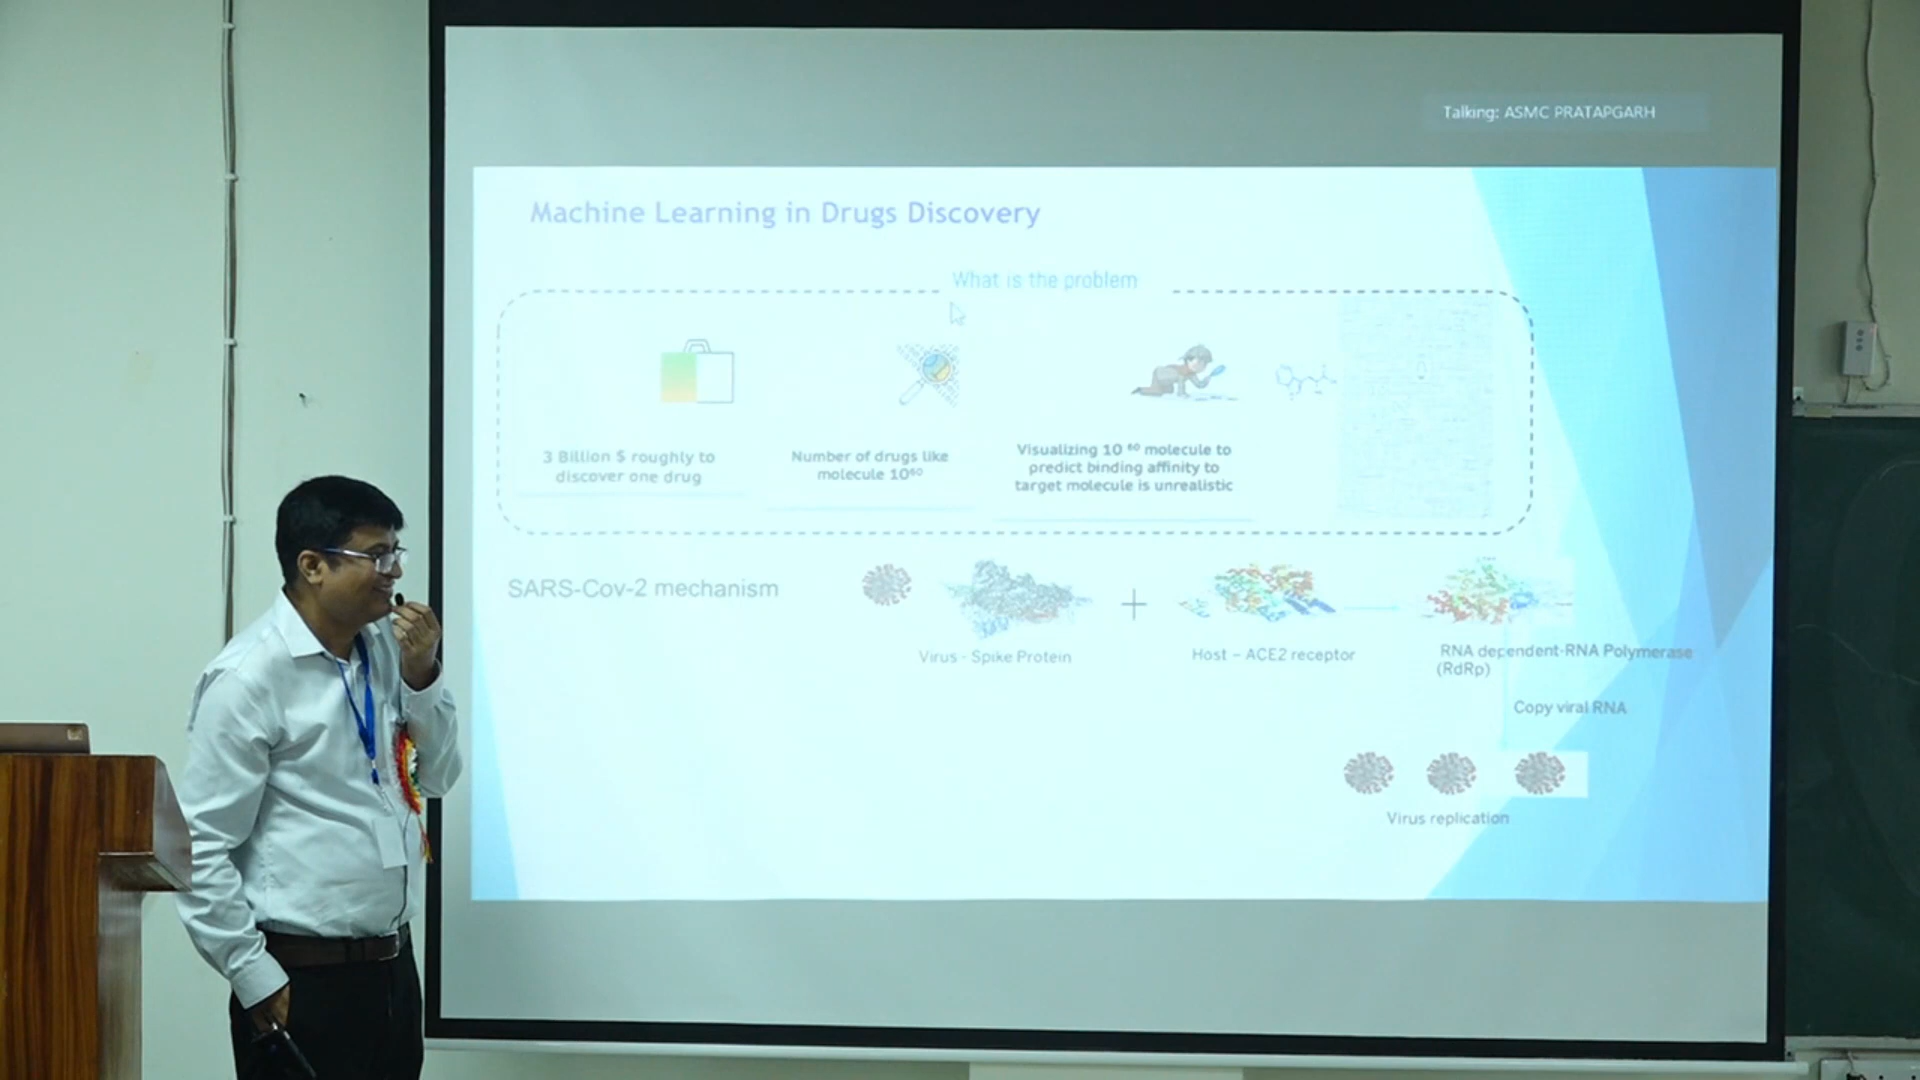 Talking: ASMC PRATAPGARH
Machine Learning in Drugs Discovery
What is the problem
3 Billion $ roughly to
discover one drug
Number of drugs like
molecule 10⁶⁰
Visualizing 10 ⁶⁰ molecule to
predict binding affinity to
target molecule is unrealistic
SARS-Cov-2 mechanism
+
Virus - Spike Protein
Host – ACE2 receptor
RNA dependent-RNA Polymerase
(RdRp)
Copy viral RNA
Virus replication